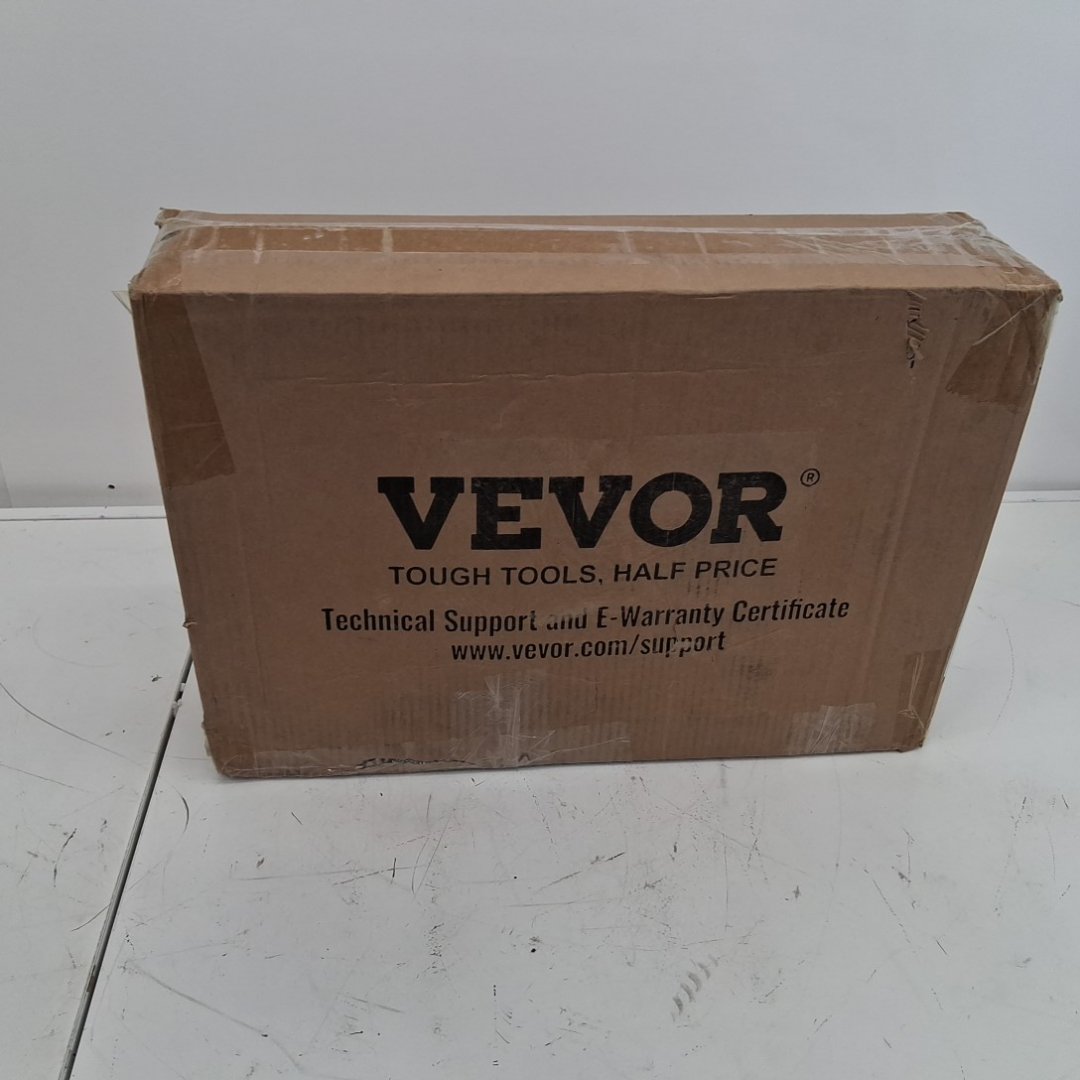 VEVOR®
TOUGH TOOLS, HALF PRICE
Technical Support and E-Warranty Certificate
www.vevor.com/support